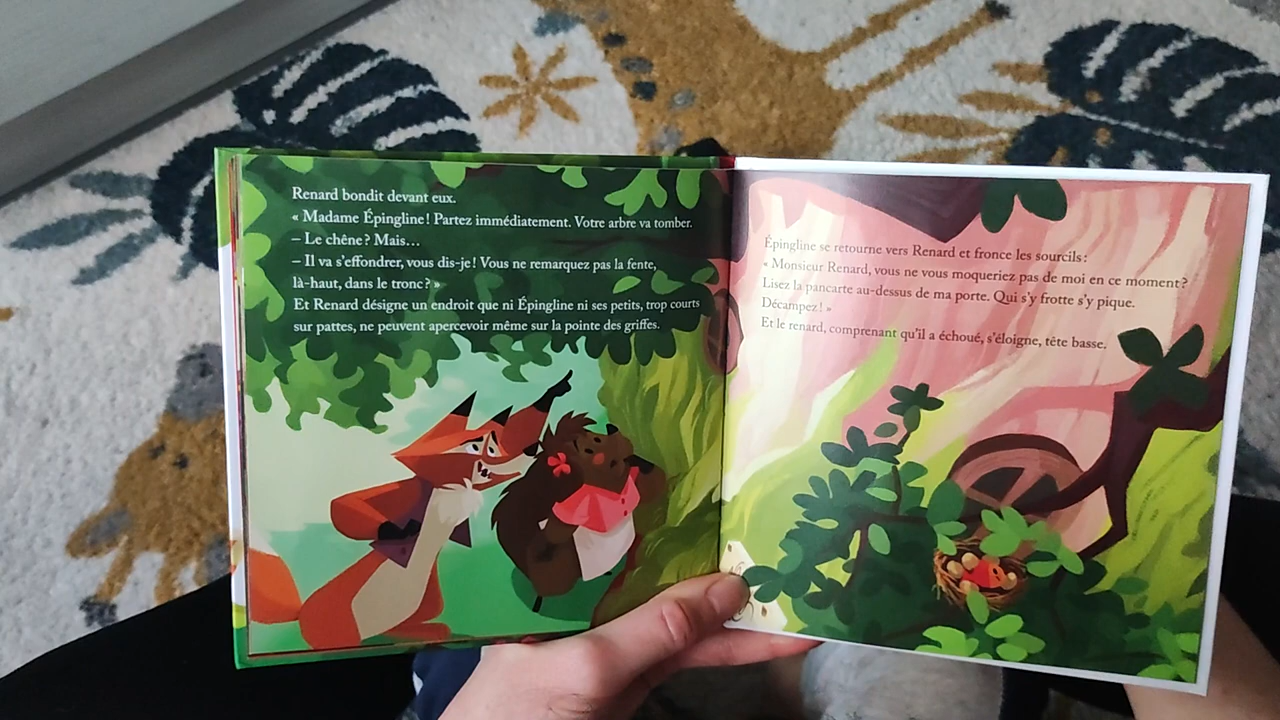 Renard bondit devant eux.
« Madame Épingline ! Partez immédiatement. Votre arbre va tomber.
– Le chêne ? Mais…
– Il va s'effondrer, vous dis-je ! Vous ne remarquez pas la fente,
là-haut, dans le tronc ? »
Et Renard désigne un endroit que ni Épingline ni ses petits, trop courts
sur pattes, ne peuvent apercevoir même sur la pointe des griffes.
Épingline se retourne vers Renard et fronce les sourcils :
« Monsieur Renard, vous ne vous moqueriez pas de moi en ce moment ?
Lisez la pancarte au-dessus de ma porte. Qui s'y frotte s'y pique.
Décampez ! »
Et le renard, comprenant qu'il a échoué, s'éloigne, tête basse.